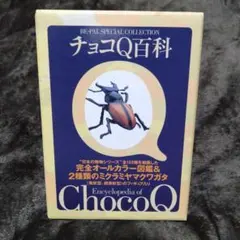 BE-PAL SPECIAL COLLECTION
チョコQ百科
Q
完全オールカラー図鑑&
2種類のミクラミヤマクワガタ
Encyclopedia of
ChocoQ